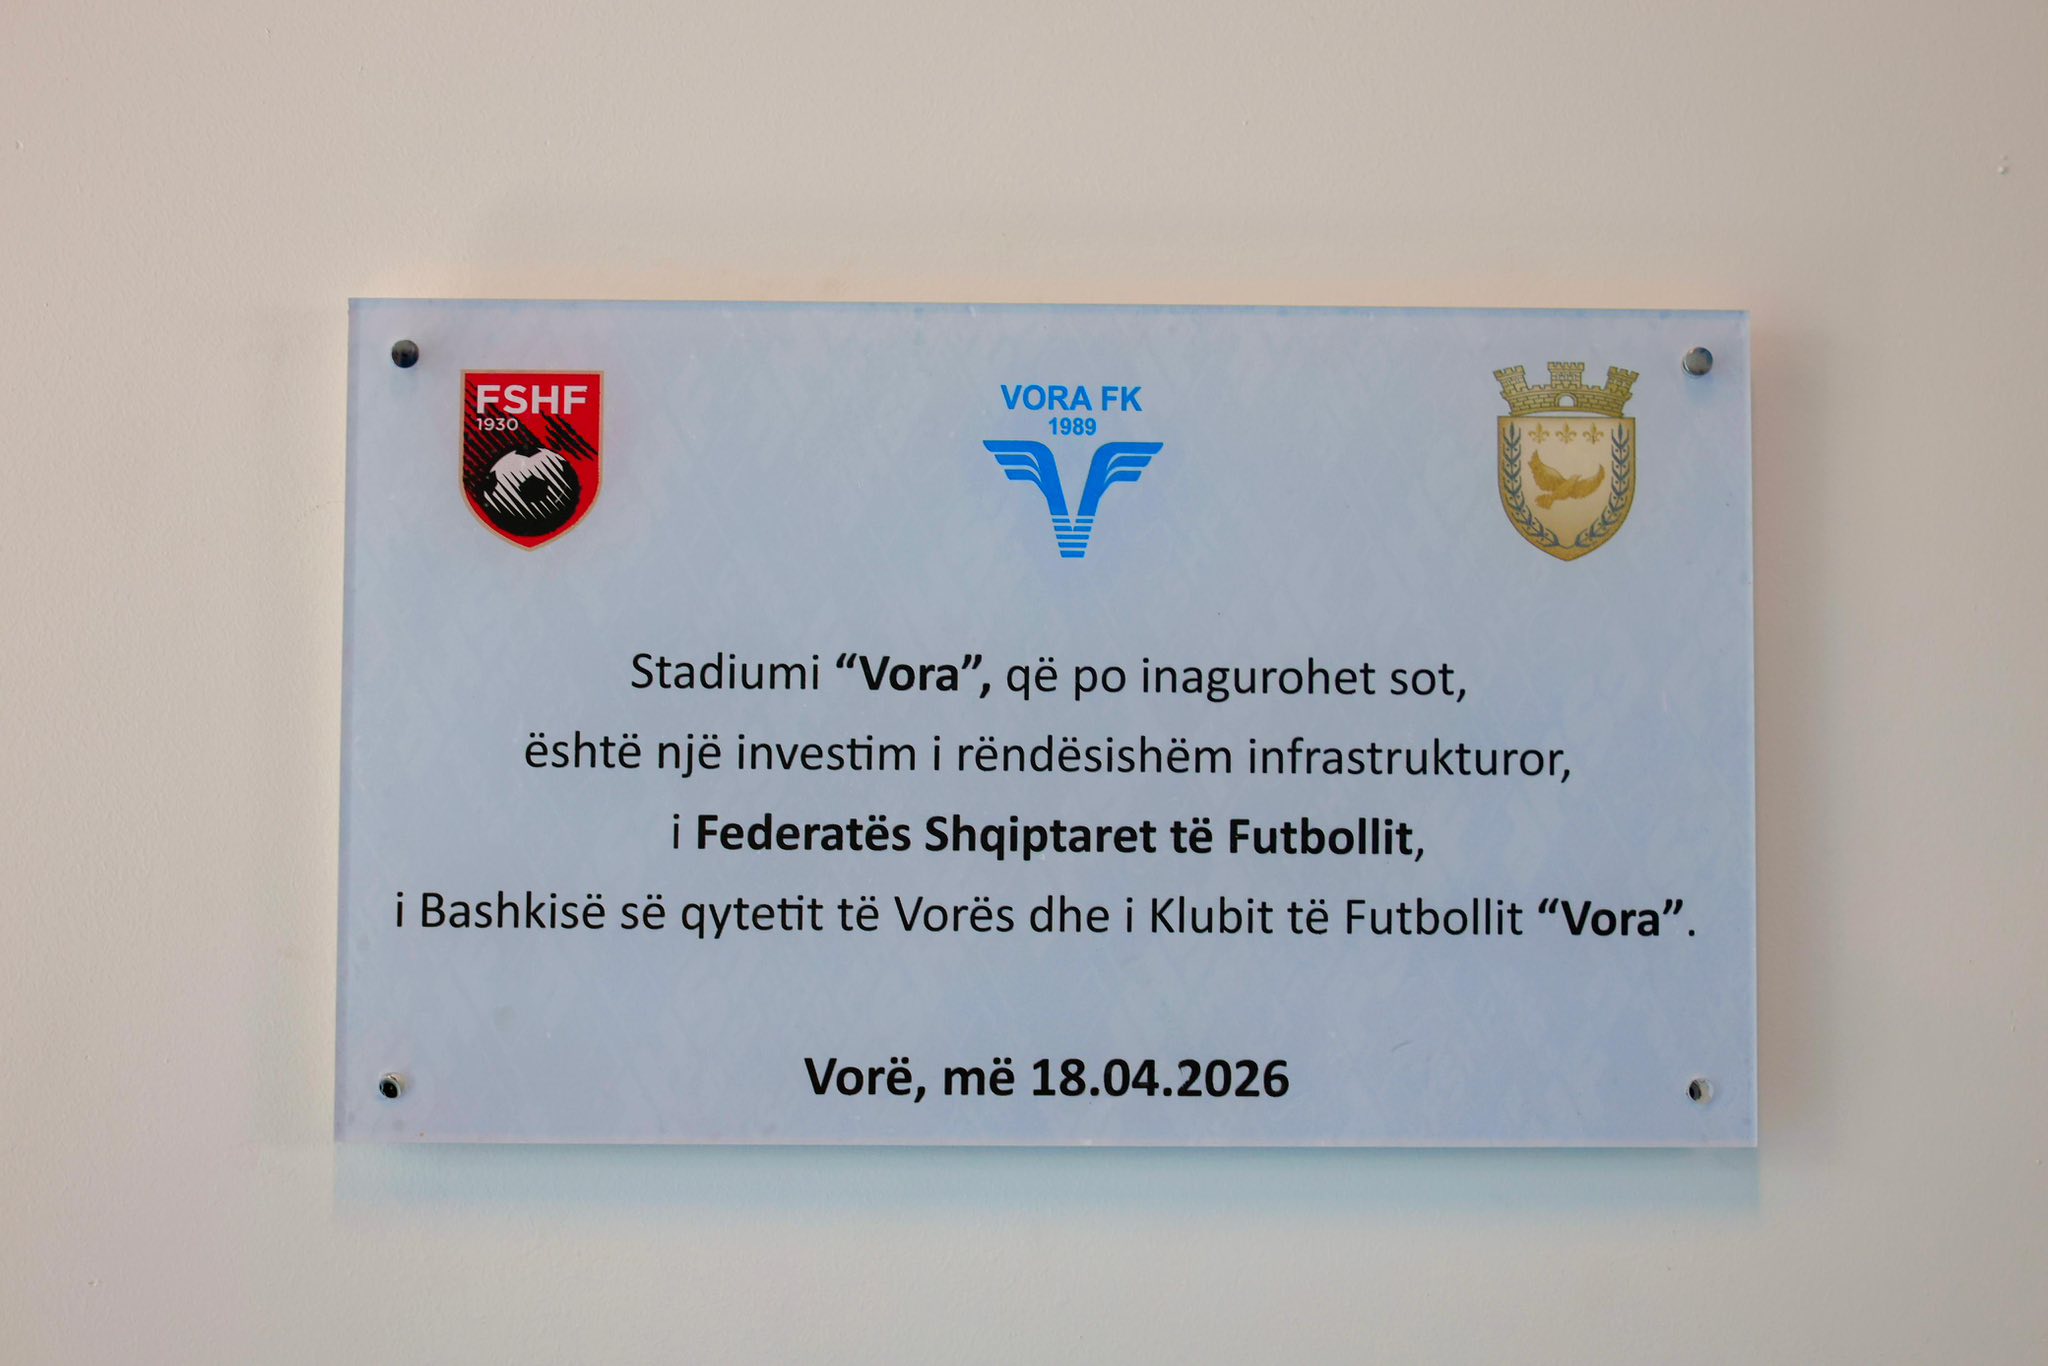 FSHF
1930
VORA FK
1989
Stadiumi “Vora”, që po inagurohet sot,
është një investim i rëndësishëm infrastrukturor,
i Federatës Shqiptaret të Futbollit,
i Bashkisë së qytetit të Vorës dhe i Klubit të Futbollit “Vora”.
Vorë, më 18.04.2026